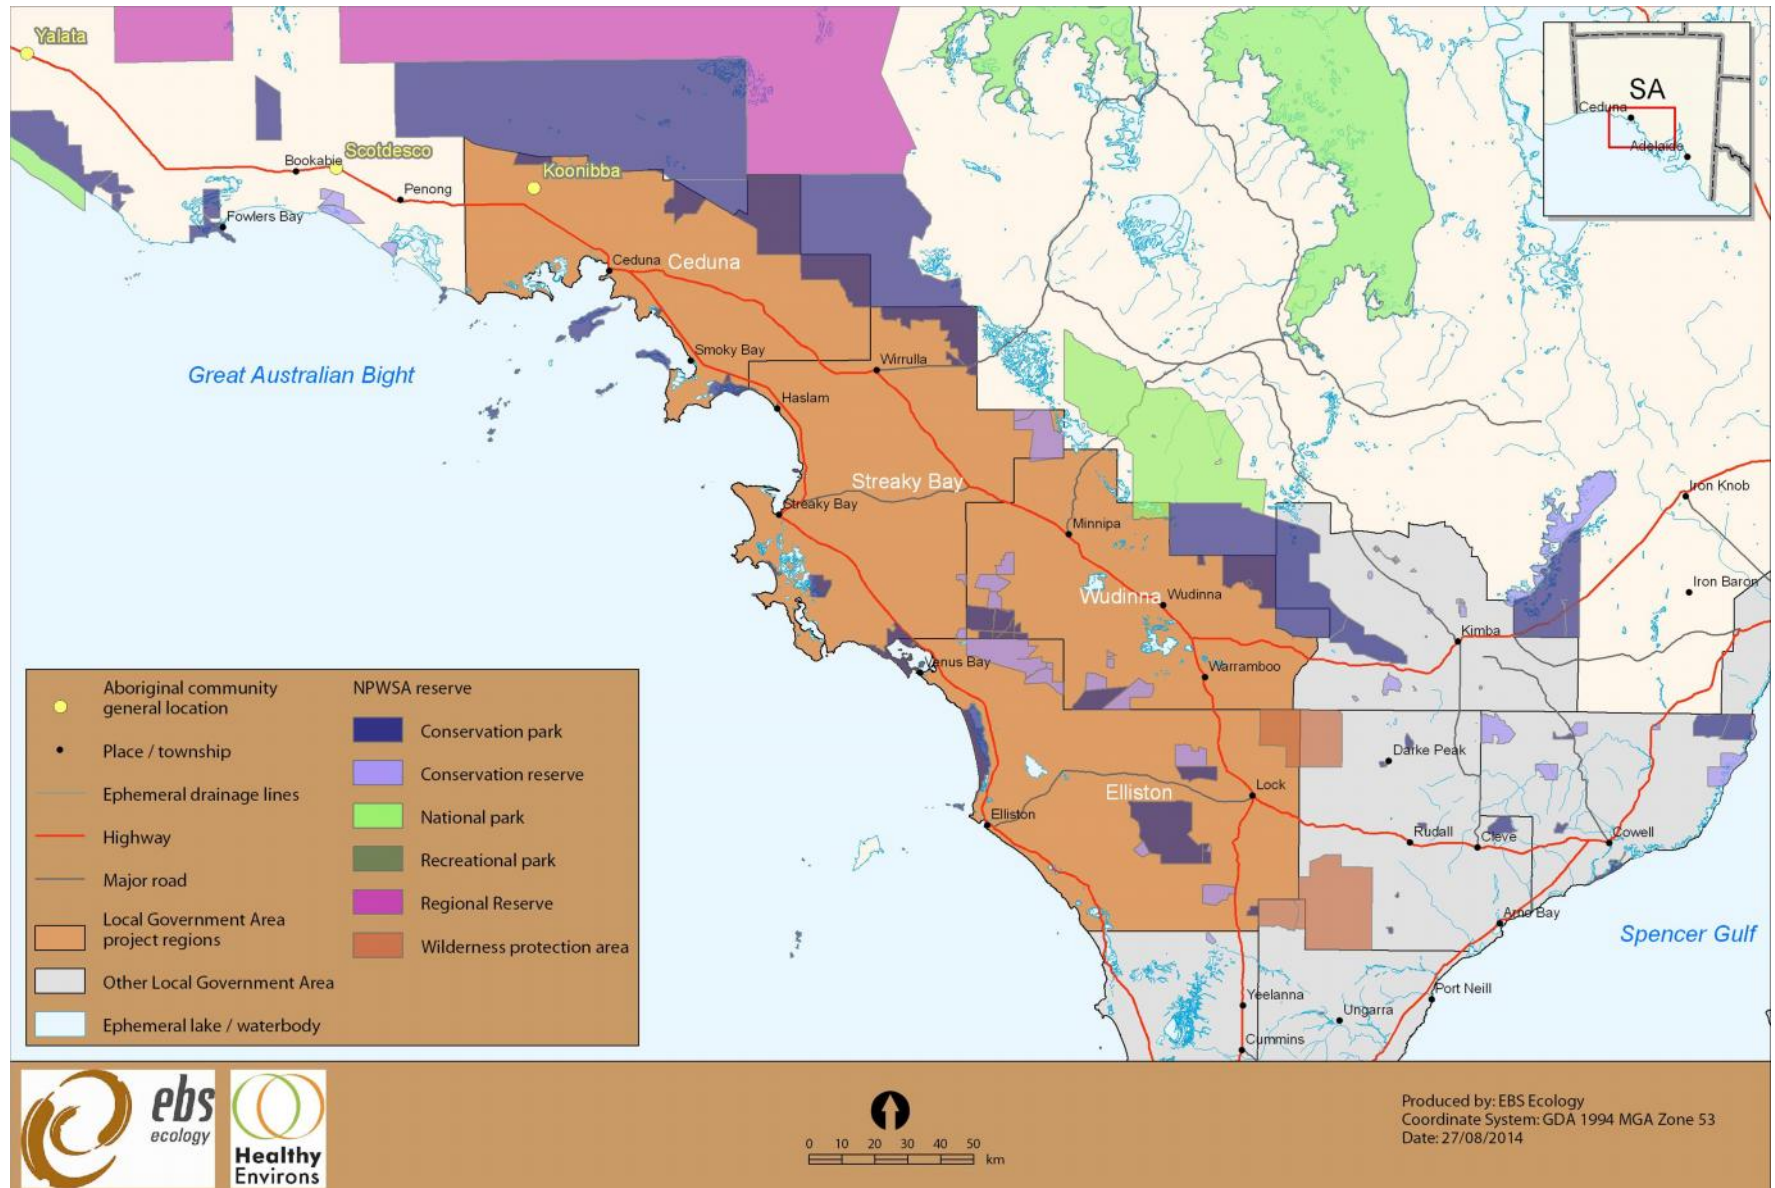 Yalata
Scotdesco
Bookabie
Koonibba
Penong
Fowlers Bay
Ceduna
Ceduna
Great Australian Bight
Smoky Bay
Wirrulla
Haslam
Streaky Bay
Streaky Bay
Minnipa
Iron Knob
Iron Baron
Wudinna
Wudinna
Kimba
Venus Bay
Warramboo
Darke Peak
Elliston
Lock
Elliston
Rudall
Cleve
Cowell
Arno Bay
Spencer Gulf
Yeelanna
Port Neill
Ungarra
Cummins
SA
Ceduna
Adelaide
Aboriginal community
general location
Place / township
Ephemeral drainage lines
Highway
Major road
Local Government Area
project regions
Other Local Government Area
Ephemeral lake / waterbody
NPWSA reserve
Conservation park
Conservation reserve
National park
Recreational park
Regional Reserve
Wilderness protection area
ebs
ecology
Healthy
Environs
0 10 20 30 40 50
km
Produced by: EBS Ecology
Coordinate System: GDA 1994 MGA Zone 53
Date: 27/08/2014